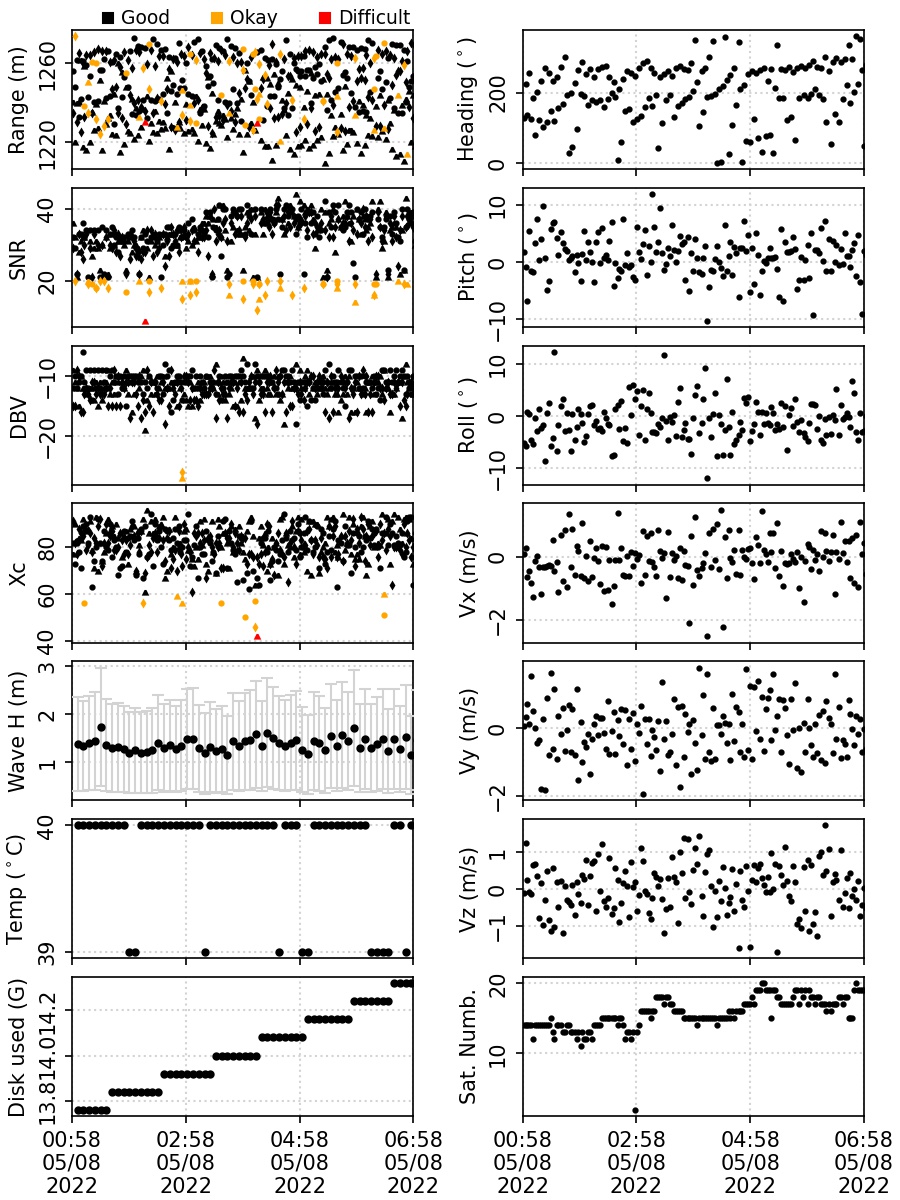 Good Okay Difficult
Range (m)
1260
1220
Heading (°)
200
0
SNR
40
20
Pitch (°)
10
0
−10
DBV
−10
−20
Roll (°)
10
0
−10
Xc
80
60
40
Vx (m/s)
0
−2
Wave H (m)
3
2
1
Vy (m/s)
0
−2
Temp (°C)
40
39
Vz (m/s)
1
0
−1
Disk used (G)
14.2
14.0
13.8
Sat. Numb.
20
10
00:58 02:58 04:58 06:58 00:58 02:58 04:58 06:58
05/08 05/08 05/08 05/08 05/08 05/08 05/08 05/08
2022 2022 2022 2022 2022 2022 2022 2022